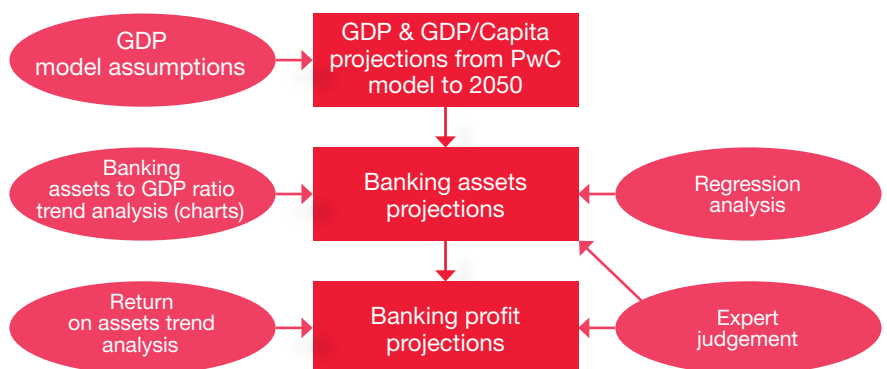 GDP
model assumptions
GDP & GDP/Capita
projections from PwC
model to 2050
Banking
assets to GDP ratio
trend analysis (charts)
Banking assets
projections
Regression
analysis
Return
on assets trend
analysis
Banking profit
projections
Expert
judgement